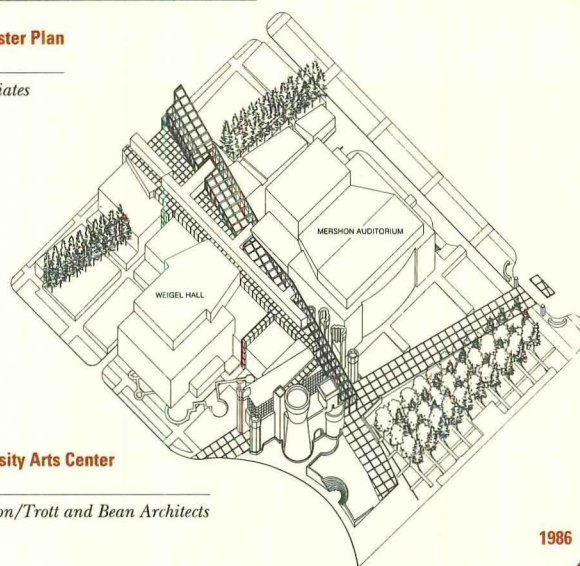 ster Plan
iates
MERSHON AUDITORIUM
WEIGEL HALL
sity Arts Center
on/Trott and Bean Architects
1986